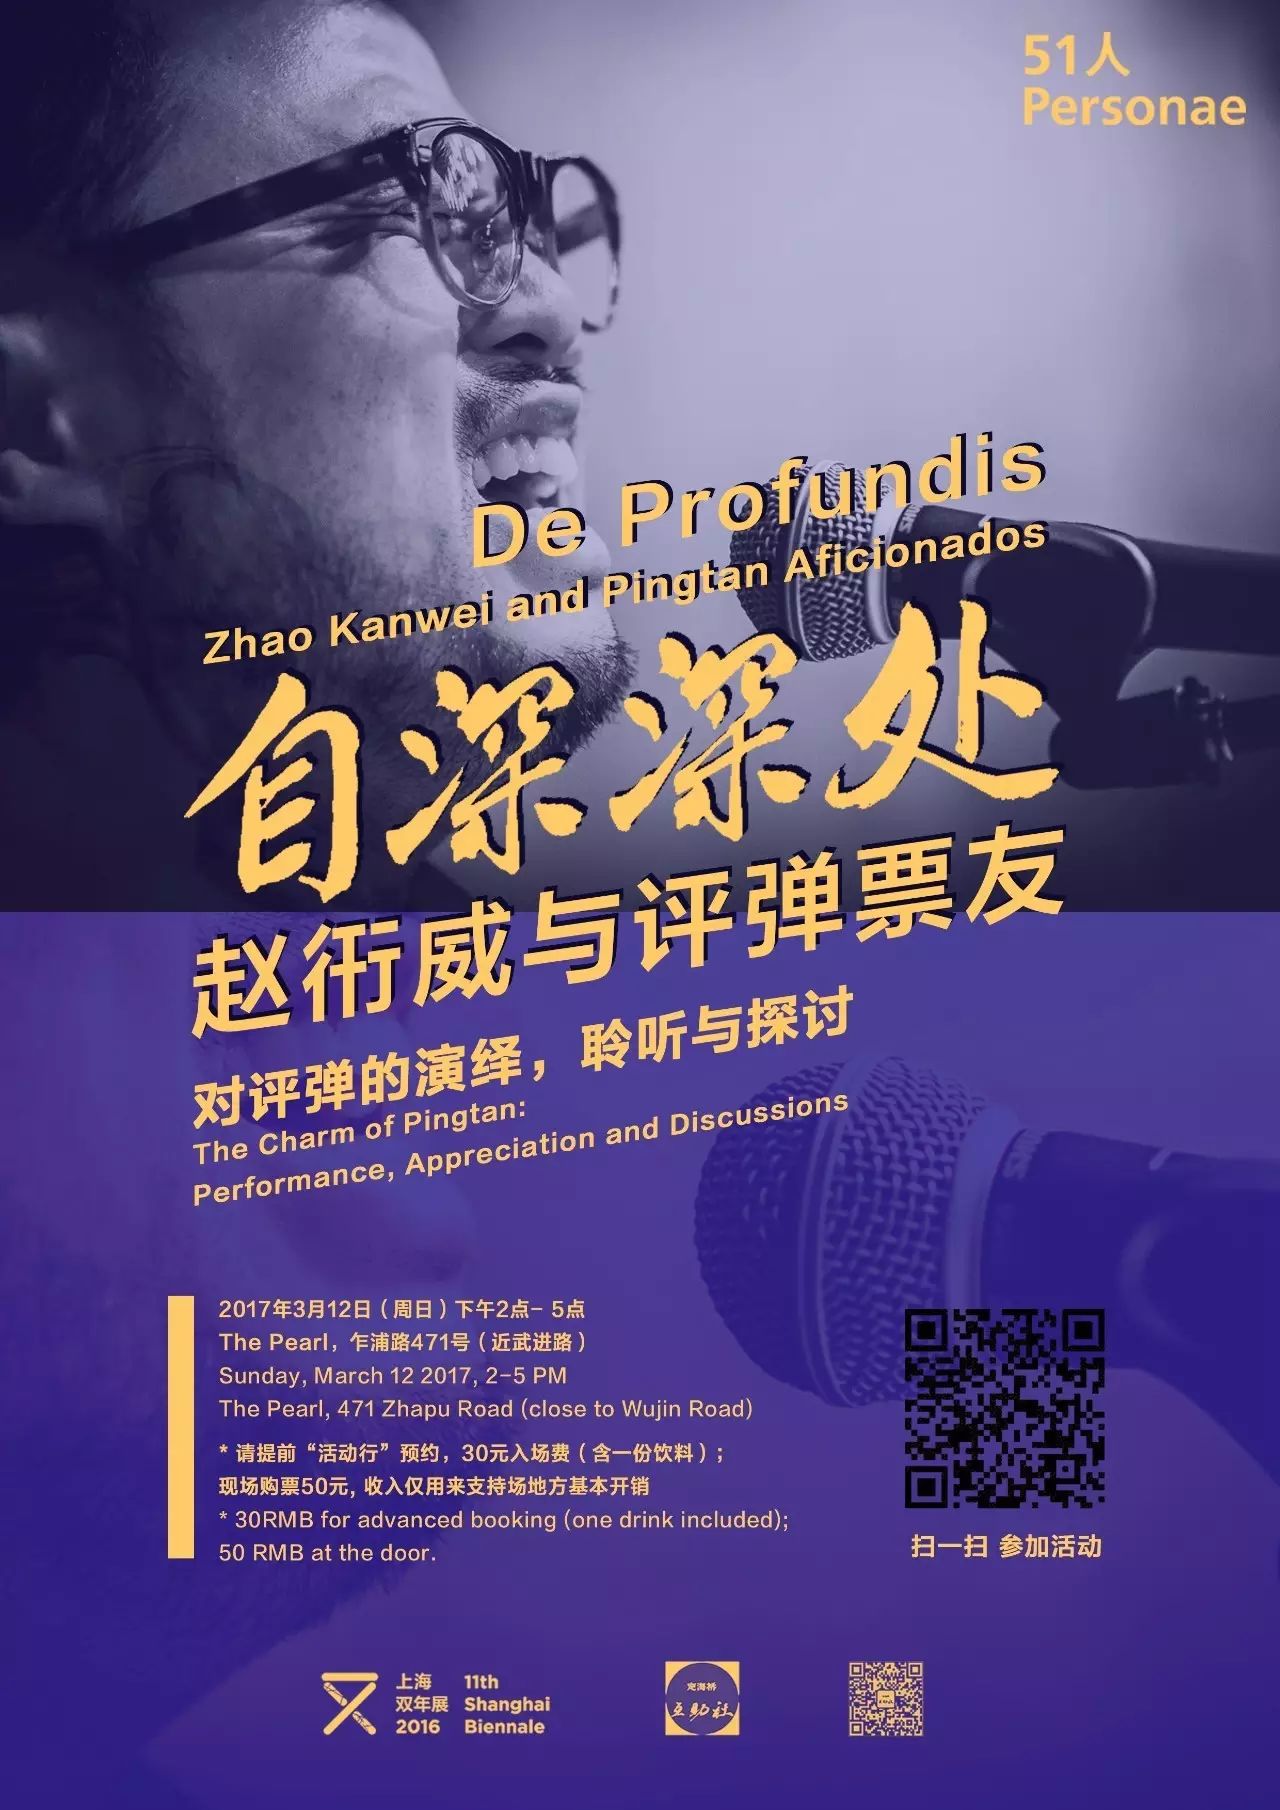 51人
Personae
De Profundis
Zhao Kanwei and Pingtan Aficionados
自深深处
赵衎威与评弹票友
对评弹的演绎，聆听与探讨
The Charm of Pingtan:
Performance, Appreciation and Discussions
2017年3月12日（周日）下午2点- 5点
The Pearl，乍浦路471号（近武进路）
Sunday, March 12 2017, 2-5 PM
The Pearl, 471 Zhapu Road (close to Wujin Road)
* 请提前“活动行”预约，30元入场费（含一份饮料）；
现场购票50元, 收入仅用来支持场地方基本开销
* 30RMB for advanced booking (one drink included);
50 RMB at the door.
扫一扫 参加活动
上海
双年展
2016
11th
Shanghai
Biennale
定海桥
互助社